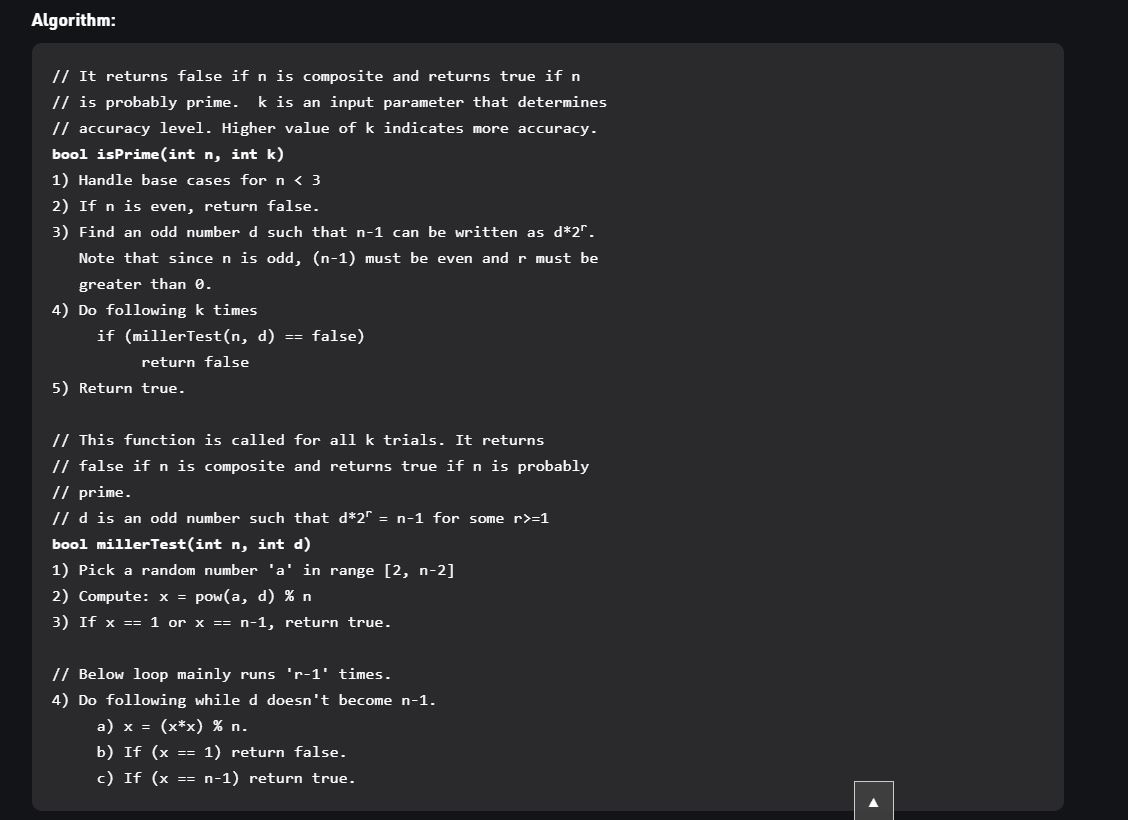 Algorithm:
// It returns false if n is composite and returns true if n
// is probably prime.  k is an input parameter that determines
// accuracy level. Higher value of k indicates more accuracy.
bool isPrime(int n, int k)
1) Handle base cases for n < 3
2) If n is even, return false.
3) Find an odd number d such that n-1 can be written as d*2ʳ.
   Note that since n is odd, (n-1) must be even and r must be
   greater than 0.
4) Do following k times
     if (millerTest(n, d) == false)
          return false
5) Return true.

// This function is called for all k trials. It returns
// false if n is composite and returns true if n is probably
// prime.
// d is an odd number such that d*2ʳ = n-1 for some r>=1
bool millerTest(int n, int d)
1) Pick a random number 'a' in range [2, n-2]
2) Compute: x = pow(a, d) % n
3) If x == 1 or x == n-1, return true.

// Below loop mainly runs 'r-1' times.
4) Do following while d doesn't become n-1.
     a) x = (x*x) % n.
     b) If (x == 1) return false.
     c) If (x == n-1) return true.